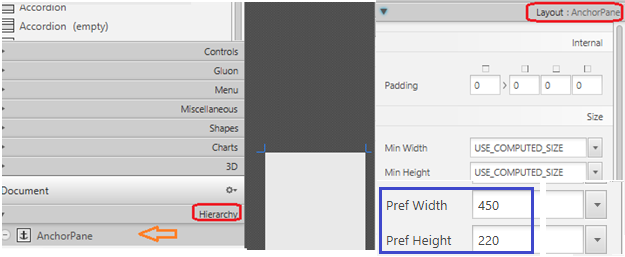 Accordion
Accordion (empty)
Controls
Gluon
Menu
Miscellaneous
Shapes
Charts
3D
Document
Hierarchy
AnchorPane
Layout : AnchorPane
Internal
Padding 0 0 0 0
Size
Min Width USE_COMPUTED_SIZE
Min Height USE_COMPUTED_SIZE
Pref Width 450
Pref Height 220